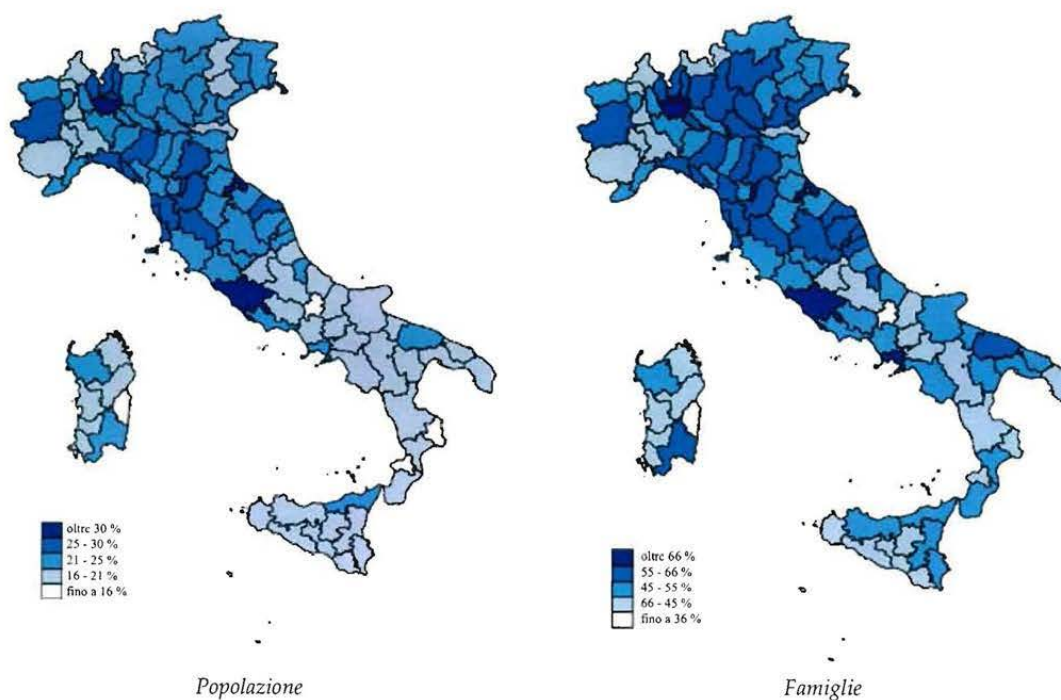 oltre 30 %
25 - 30 %
21 - 25 %
16 - 21 %
fino a 16 %
oltre 66 %
55 - 66 %
45 - 55 %
66 - 45 %
fino a 36 %
Popolazione
Famiglie